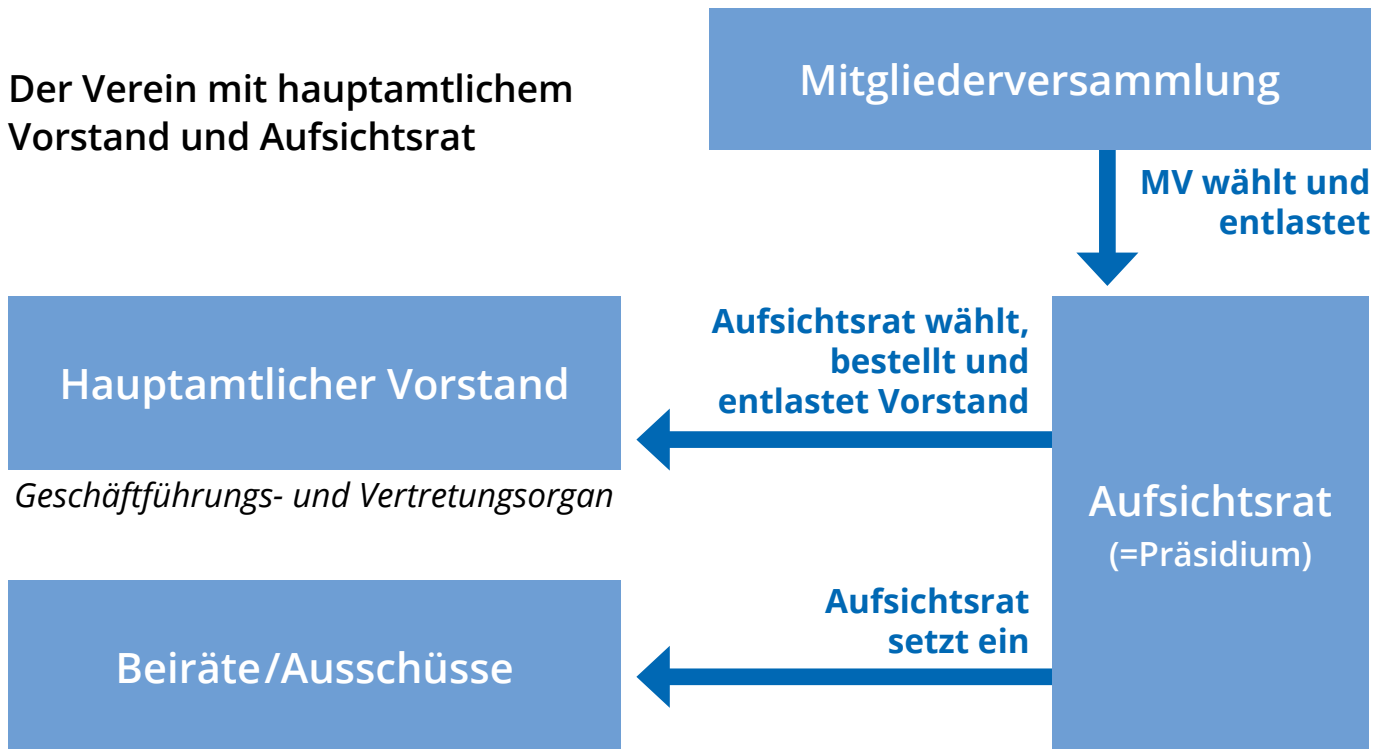 Der Verein mit hauptamtlichem
Vorstand und Aufsichtsrat
Mitgliederversammlung
MV wählt und
entlastet
Aufsichtsrat wählt,
bestellt und
entlastet Vorstand
Hauptamtlicher Vorstand
Geschäftführungs- und Vertretungsorgan
Aufsichtsrat
(=Präsidium)
Aufsichtsrat
setzt ein
Beiräte/Ausschüsse